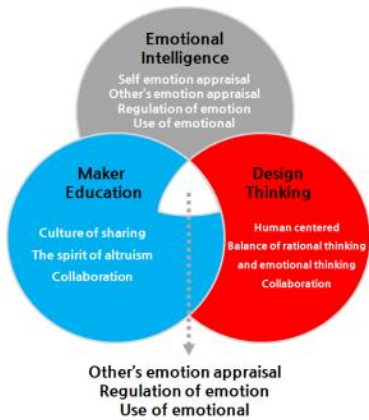 Emotional
Intelligence
Self emotion appraisal
Other's emotion appraisal
Regulation of emotion
Use of emotional
Maker
Education
Culture of sharing
The spirit of altruism
Collaboration
Design
Thinking
Human centered
Balance of rational thinking
and emotional thinking
Collaboration
Other's emotion appraisal
Regulation of emotion
Use of emotional